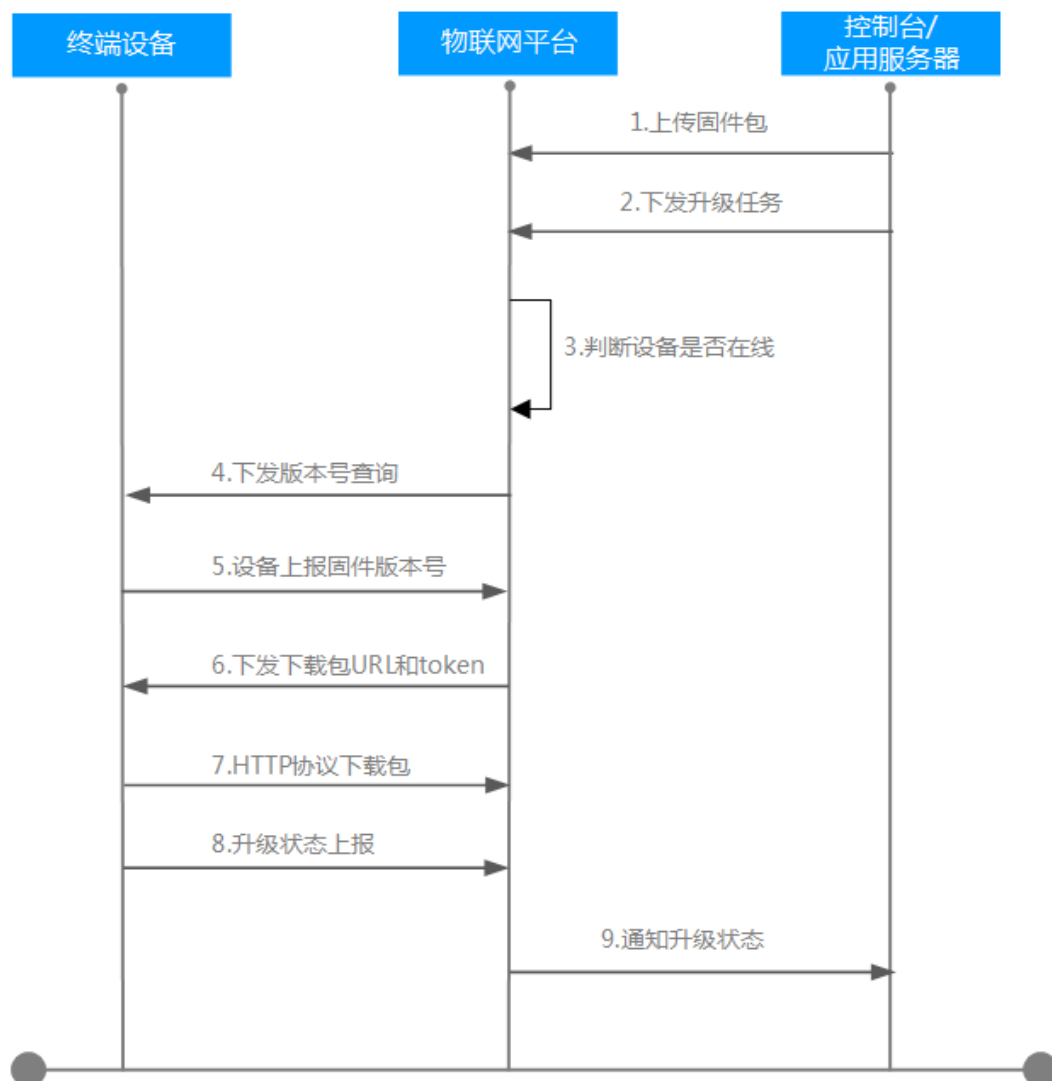 终端设备
物联网平台
控制台/
应用服务器
1.上传固件包
2.下发升级任务
3.判断设备是否在线
4.下发版本号查询
5.设备上报固件版本号
6.下发下载包URL和token
7.HTTP协议下载包
8.升级状态上报
9.通知升级状态